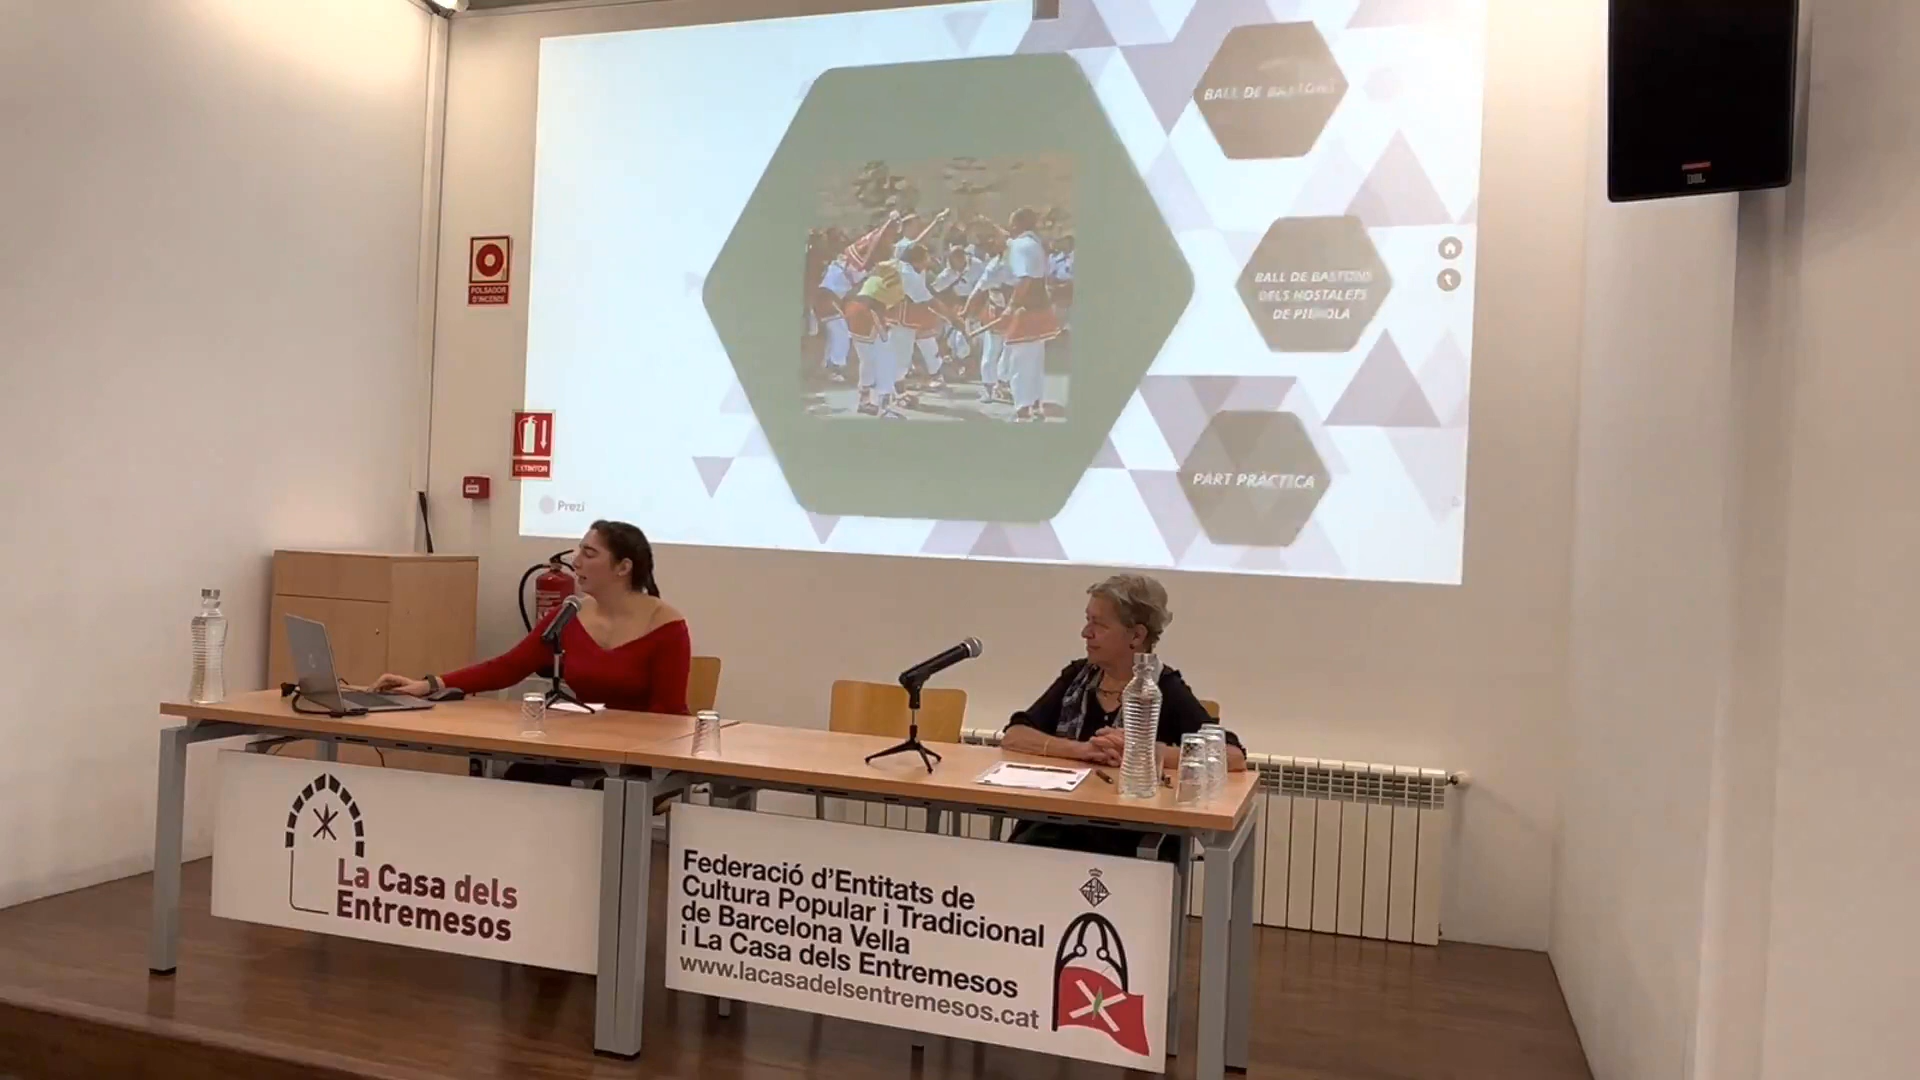 BALL DE BASTONS
BALL DE BASTONS
DELS HOSTALETS
DE PIEROLA
PART PRÀCTICA
POLSADOR
D'INCENDI
EXTINTOR
Prezi
JBL
La Casa dels
Entremesos
Federació d'Entitats de
Cultura Popular i Tradicional
de Barcelona Vella
i La Casa dels Entremesos
www.lacasadelsentremesos.cat